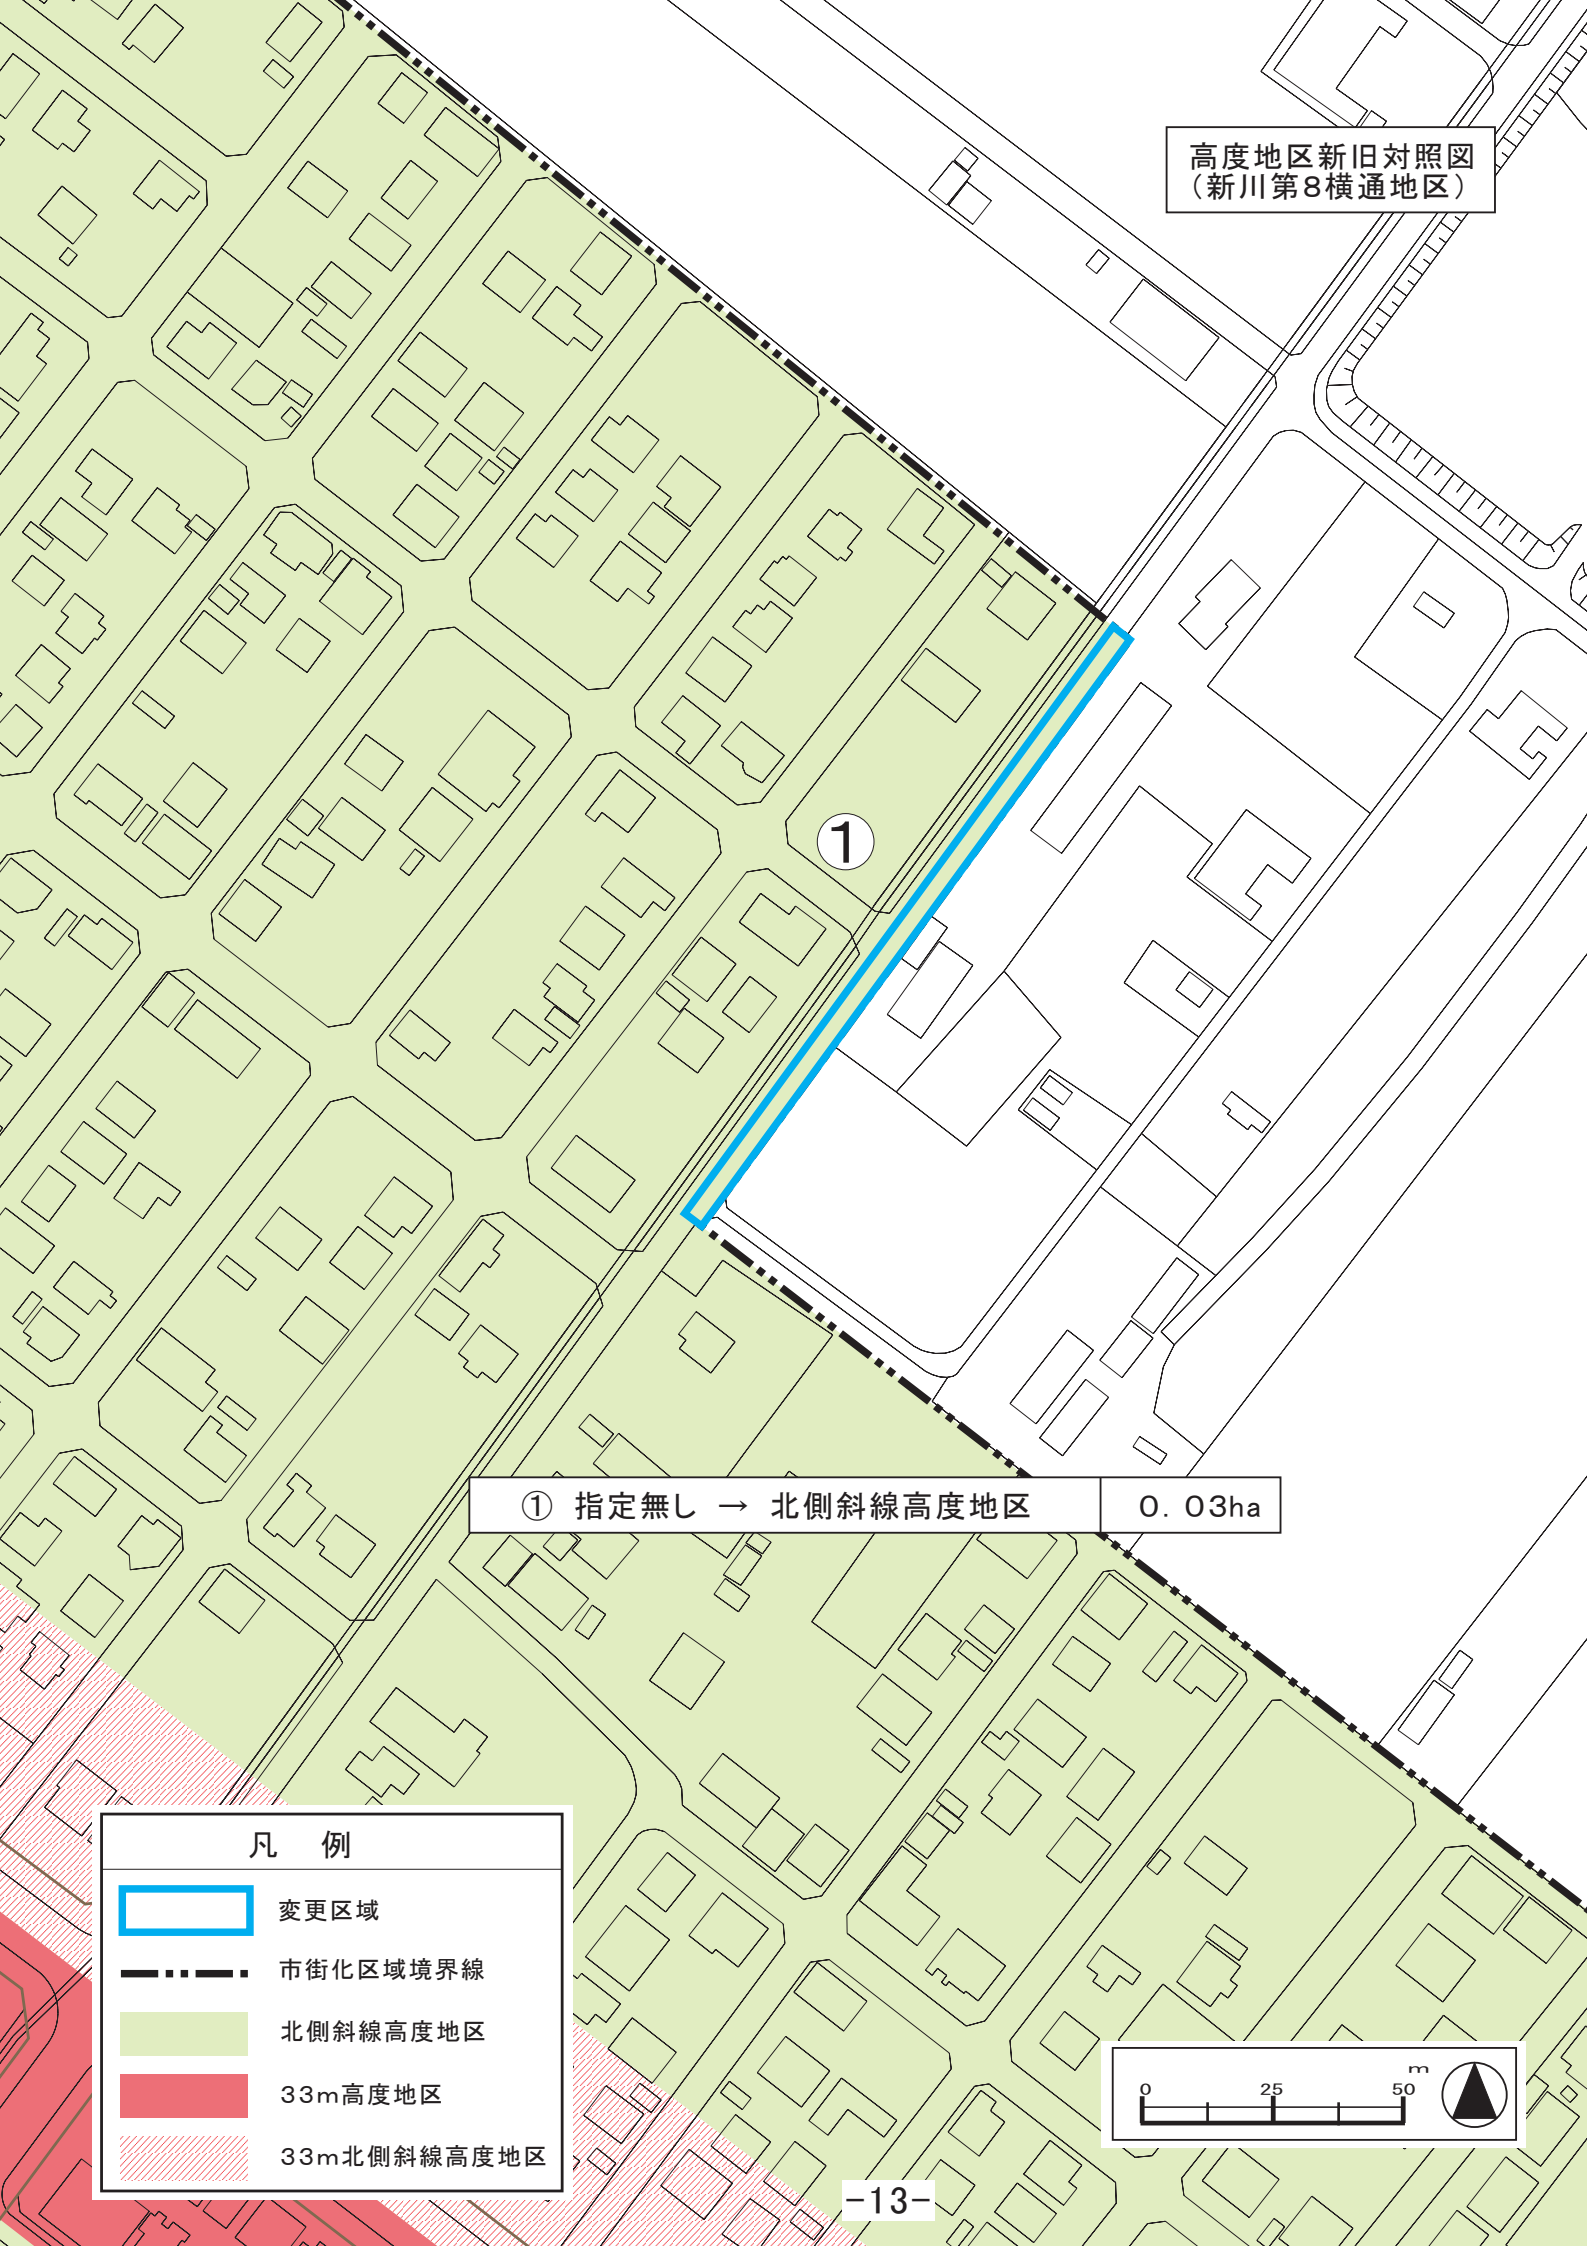 高度地区新旧対照図
（新川第8横通地区）
①
① 指定無し → 北側斜線高度地区 0.03ha
凡 例
変更区域
市街化区域境界線
北側斜線高度地区
33m高度地区
33m北側斜線高度地区
m
0 25 50
-13-